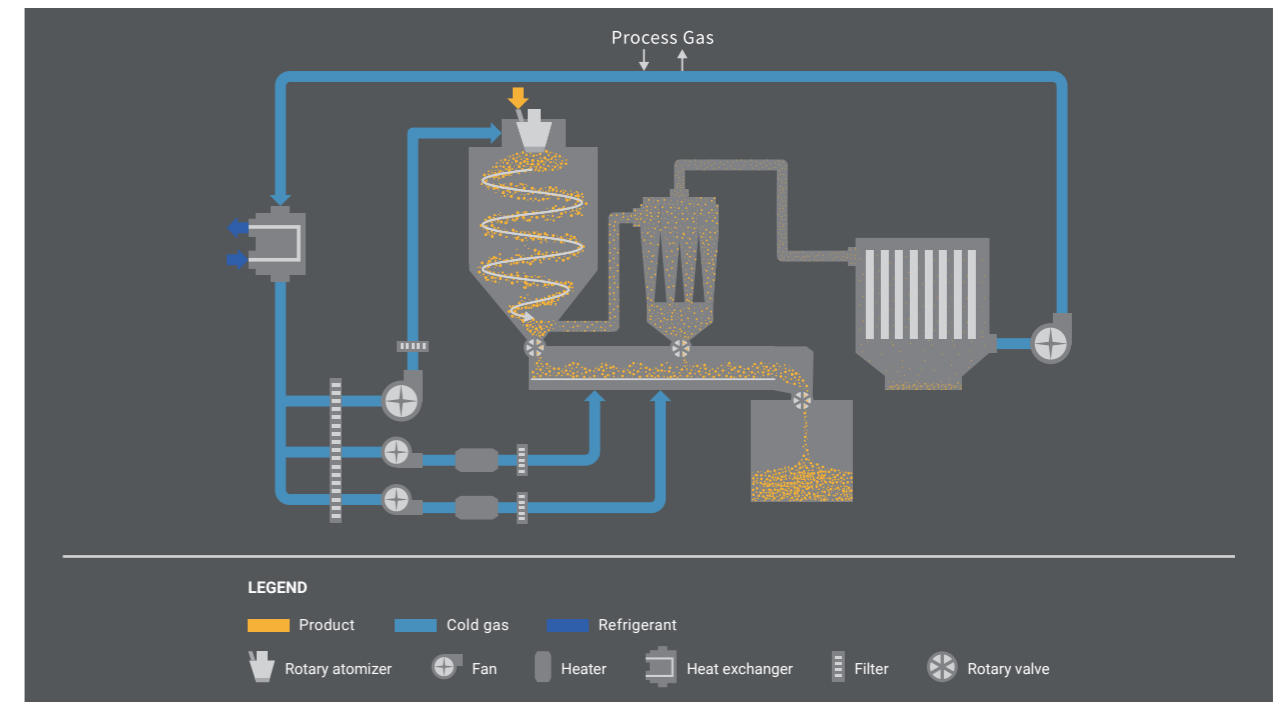 Process Gas
LEGEND
Product Cold gas Refrigerant
Rotary atomizer Fan Heater Heat exchanger Filter Rotary valve